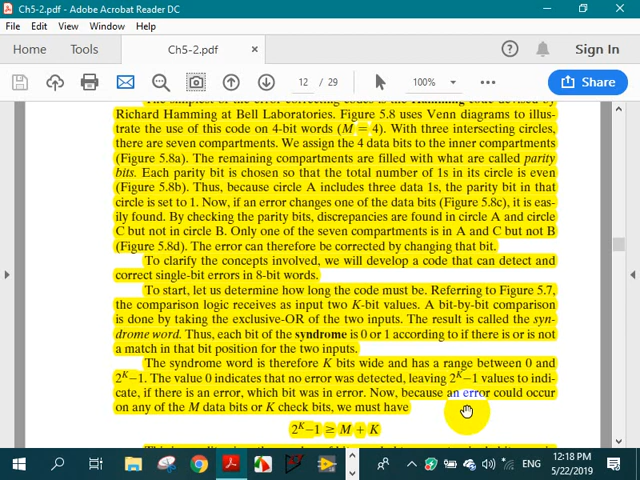 Ch5-2.pdf - Adobe Acrobat Reader DC
File Edit View Window Help
Home Tools Ch5-2.pdf × Sign In
12 / 29 100% Share
The simplest of the error-correcting codes is the Hamming code devised by
Richard Hamming at Bell Laboratories. Figure 5.8 uses Venn diagrams to illus-
trate the use of this code on 4-bit words (M = 4). With three intersecting circles,
there are seven compartments. We assign the 4 data bits to the inner compartments
(Figure 5.8a). The remaining compartments are filled with what are called parity
bits. Each parity bit is chosen so that the total number of 1s in its circle is even
(Figure 5.8b). Thus, because circle A includes three data 1s, the parity bit in that
circle is set to 1. Now, if an error changes one of the data bits (Figure 5.8c), it is eas-
ily found. By checking the parity bits, discrepancies are found in circle A and circle
C but not in circle B. Only one of the seven compartments is in A and C but not B
(Figure 5.8d). The error can therefore be corrected by changing that bit.
To clarify the concepts involved, we will develop a code that can detect and
correct single-bit errors in 8-bit words.
To start, let us determine how long the code must be. Referring to Figure 5.7,
the comparison logic receives as input two K-bit values. A bit-by-bit comparison
is done by taking the exclusive-OR of the two inputs. The result is called the syn-
drome word. Thus, each bit of the syndrome is 0 or 1 according to if there is or is not
a match in that bit position for the two inputs.
The syndrome word is therefore K bits wide and has a range between 0 and
2^K−1. The value 0 indicates that no error was detected, leaving 2^K−1 values to indi-
cate, if there is an error, which bit was in error. Now, because an error could occur
on any of the M data bits or K check bits, we must have
2^K−1 ≥ M + K
ENG
12:18 PM
5/22/2019